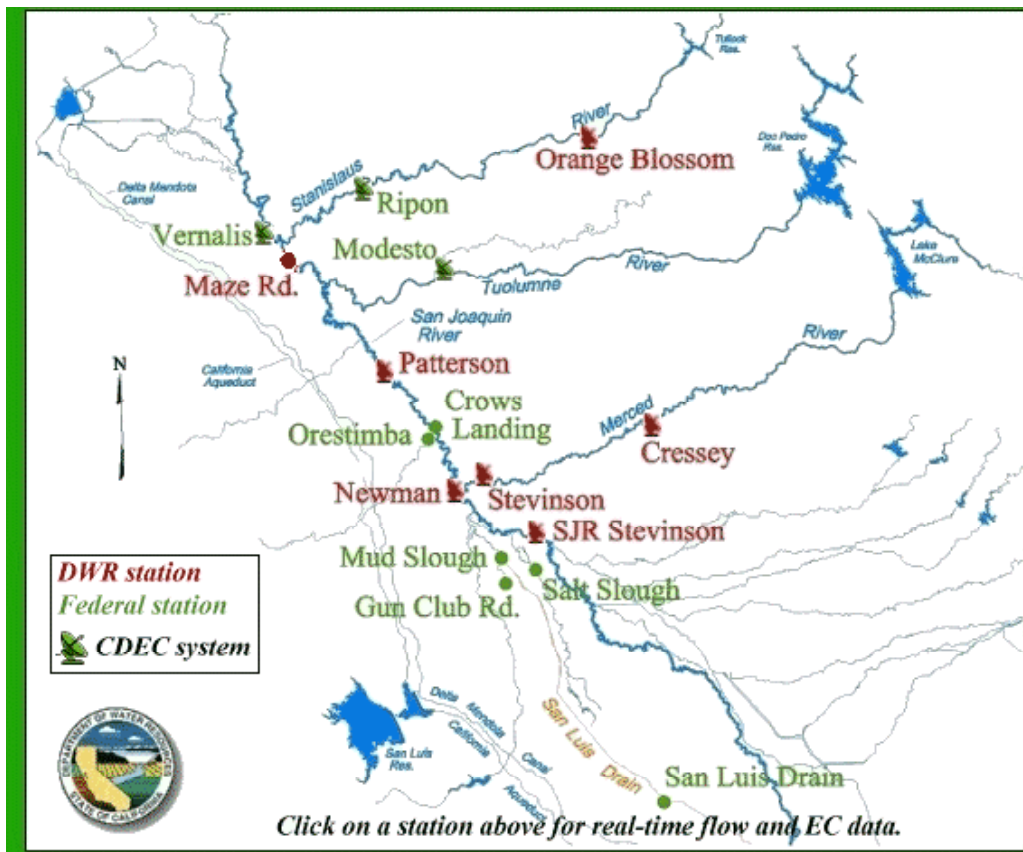 Tullock
Res.
River
Orange Blossom
Don Pedro
Res.
Delta Mendota
Canal
Stanislaus
Ripon
Vernalis
Modesto
Maze Rd.
Tuolumne
River
Lake
McClure
San Joaquin
River
River
N
California
Aqueduct
Patterson
Crows
Landing
Orestimba
Merced
Cressey
Newman
Stevinson
SJR Stevinson
Mud Slough
Salt Slough
Gun Club Rd.
DWR station
Federal station
CDEC system
San Luis
Res.
Delta Mendota Canal
California Aqueduct
San Luis Drain
San Luis Drain
DEPARTMENT OF WATER RESOURCES
STATE OF CALIFORNIA
Click on a station above for real-time flow and EC data.